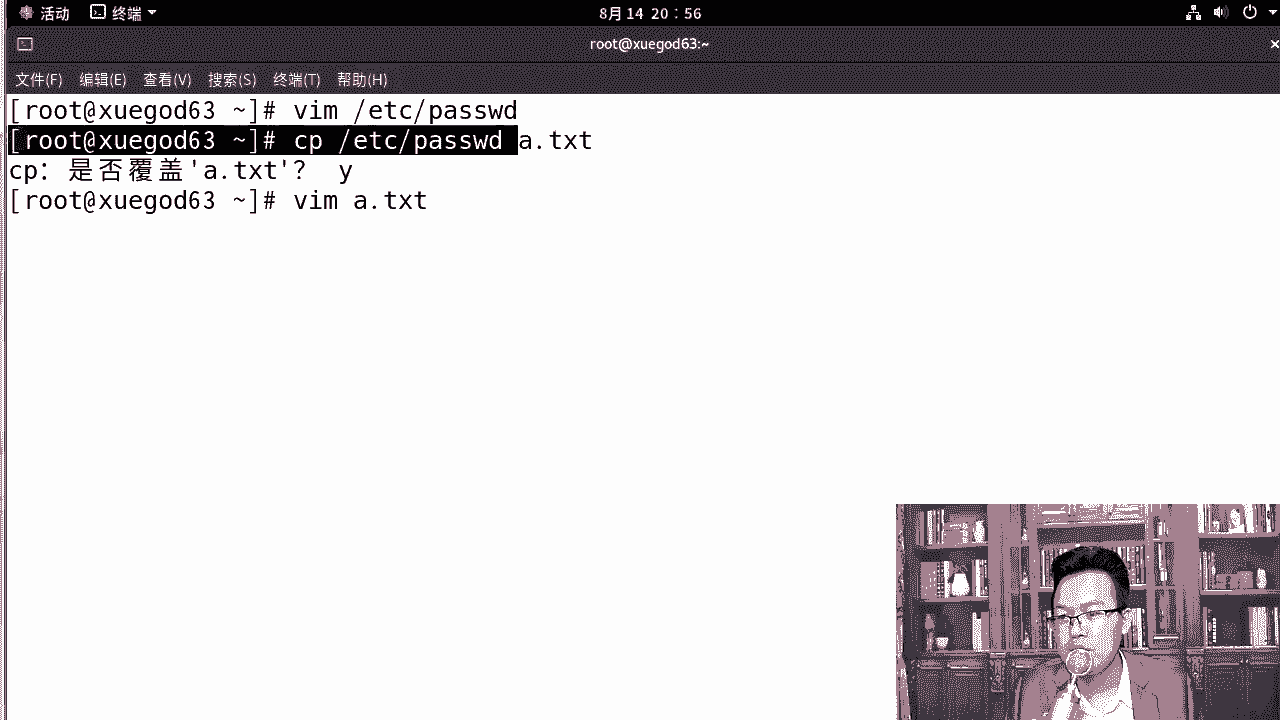 活动 终端 8月14 20：56
root@xuegod63:~
文件(F) 编辑(E) 查看(V) 搜索(S) 终端(T) 帮助(H)
[root@xuegod63 ~]# vim /etc/passwd
[root@xuegod63 ~]# cp /etc/passwd a.txt
cp：是否覆盖'a.txt'？ y
[root@xuegod63 ~]# vim a.txt